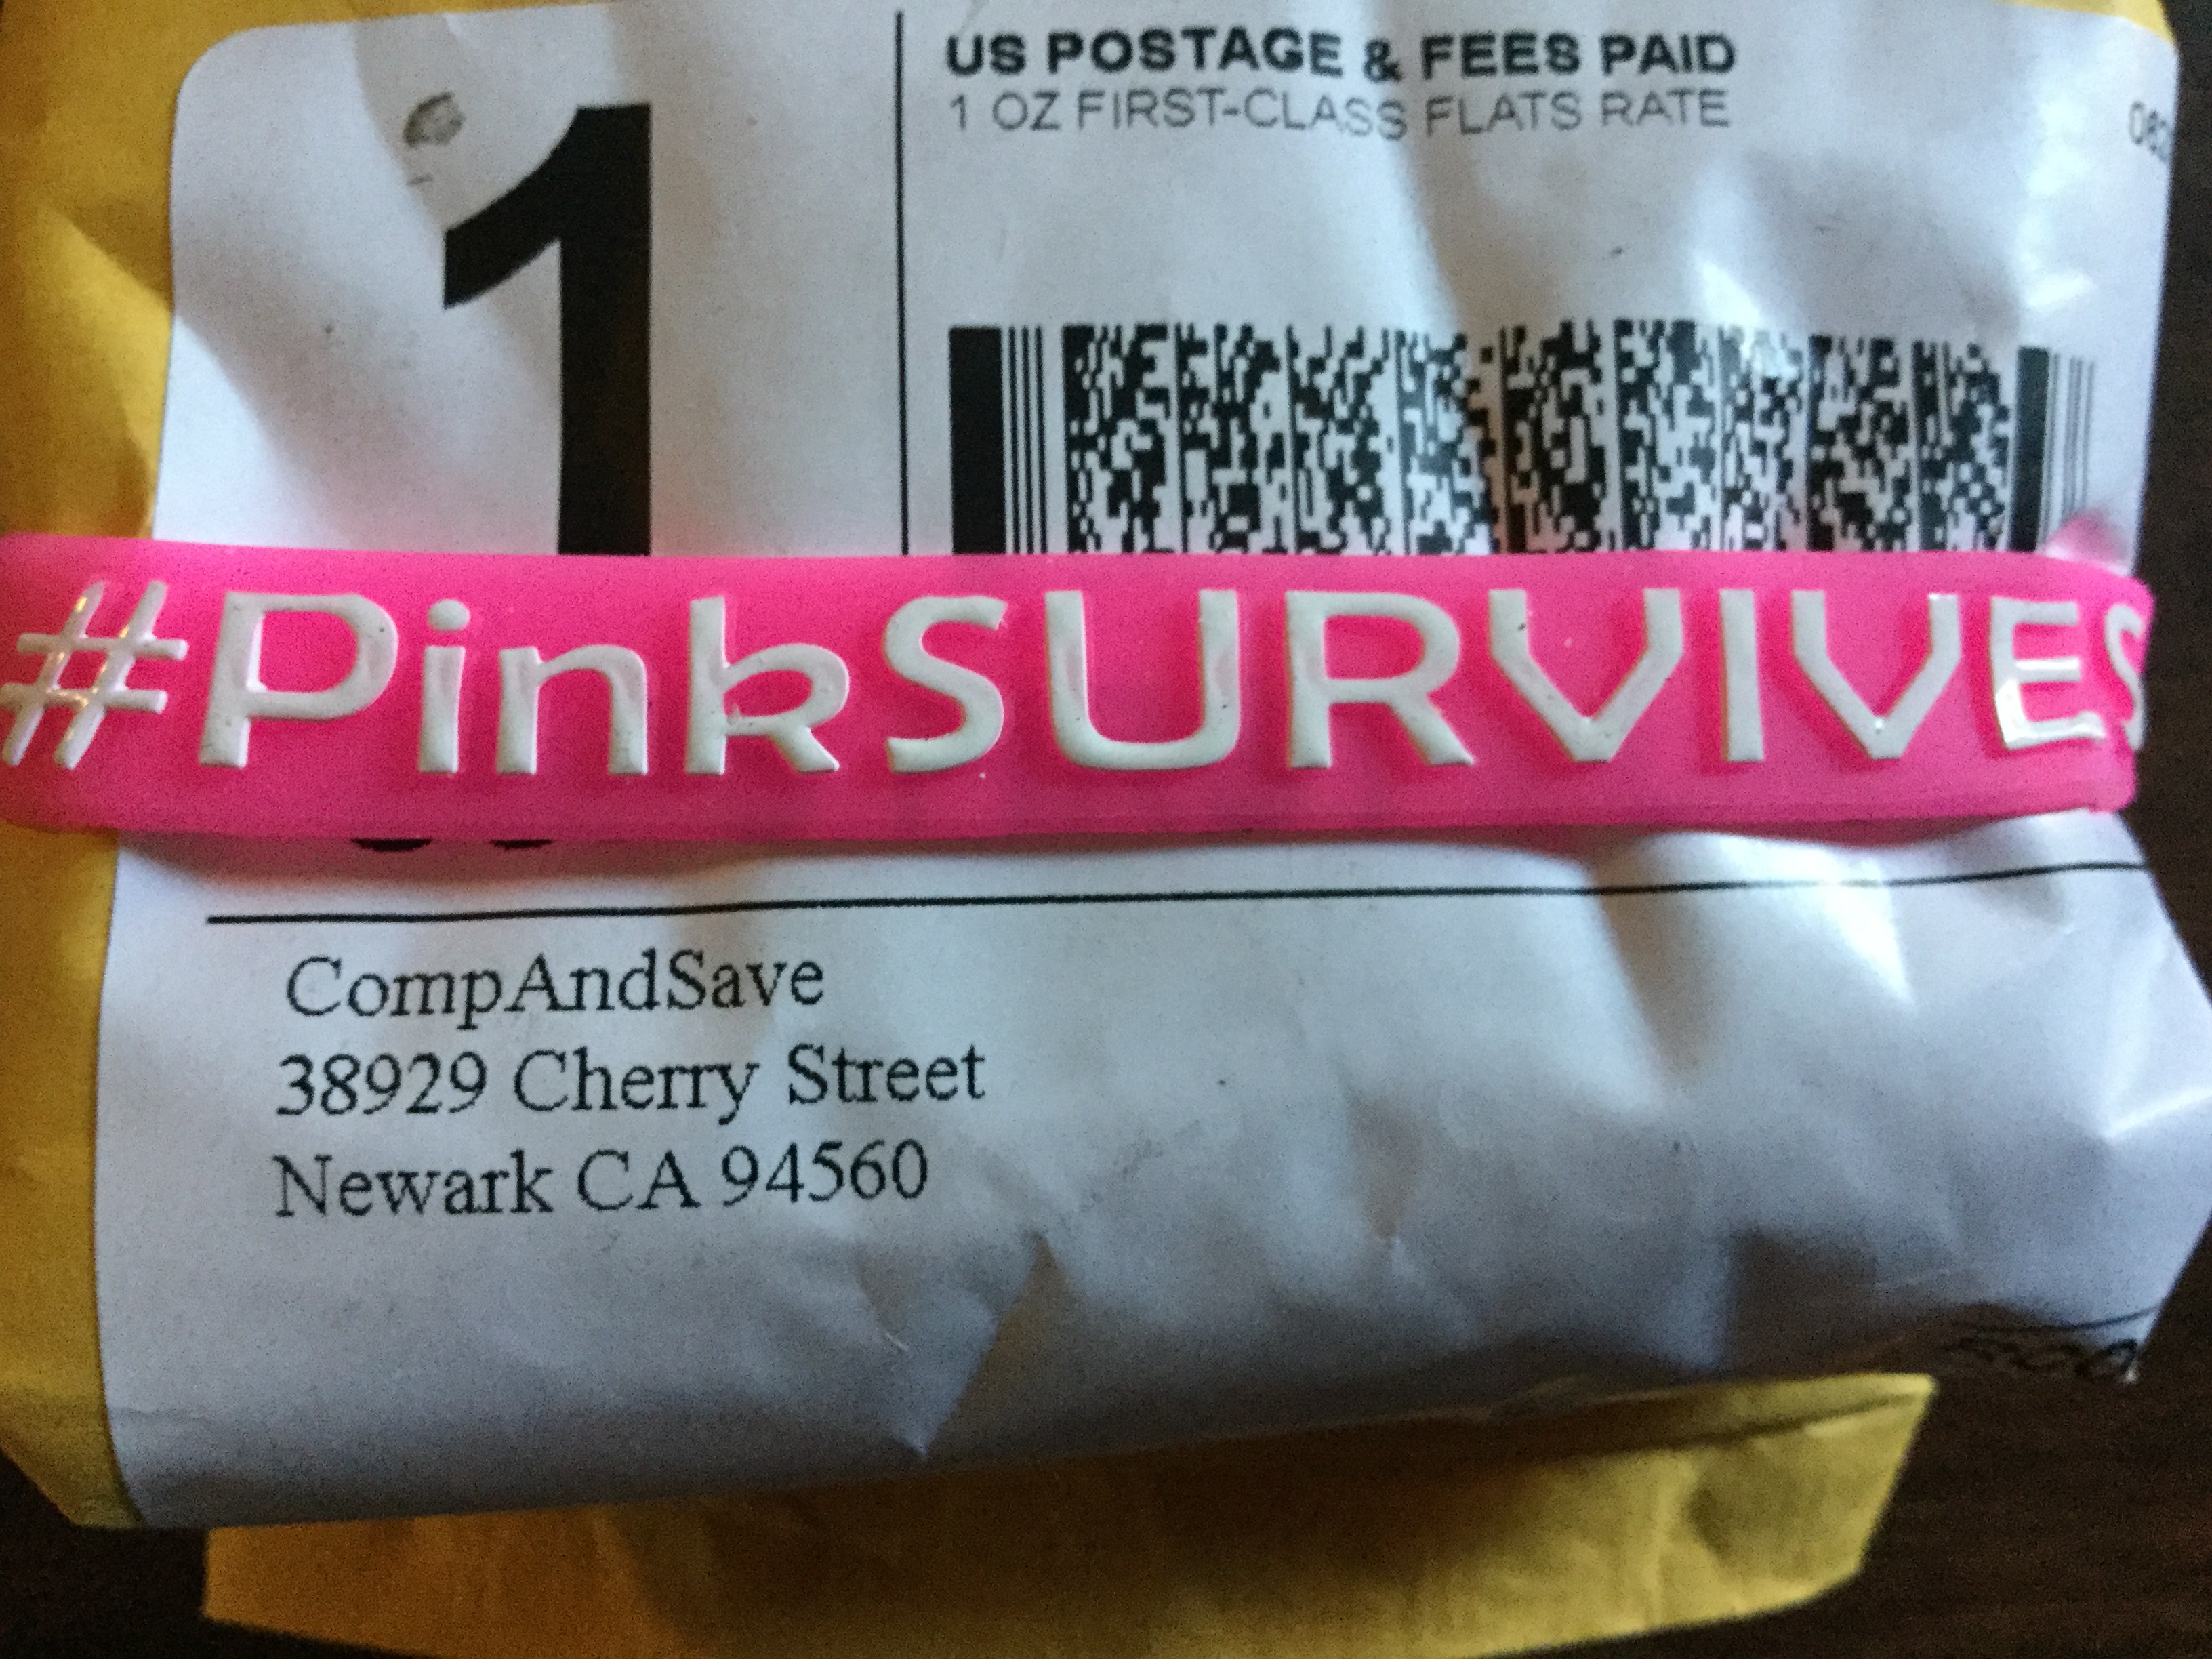 1
US POSTAGE & FEES PAID
1 OZ FIRST-CLASS FLATS RATE
#PinkSURVIVES
CompAndSave
38929 Cherry Street
Newark CA 94560